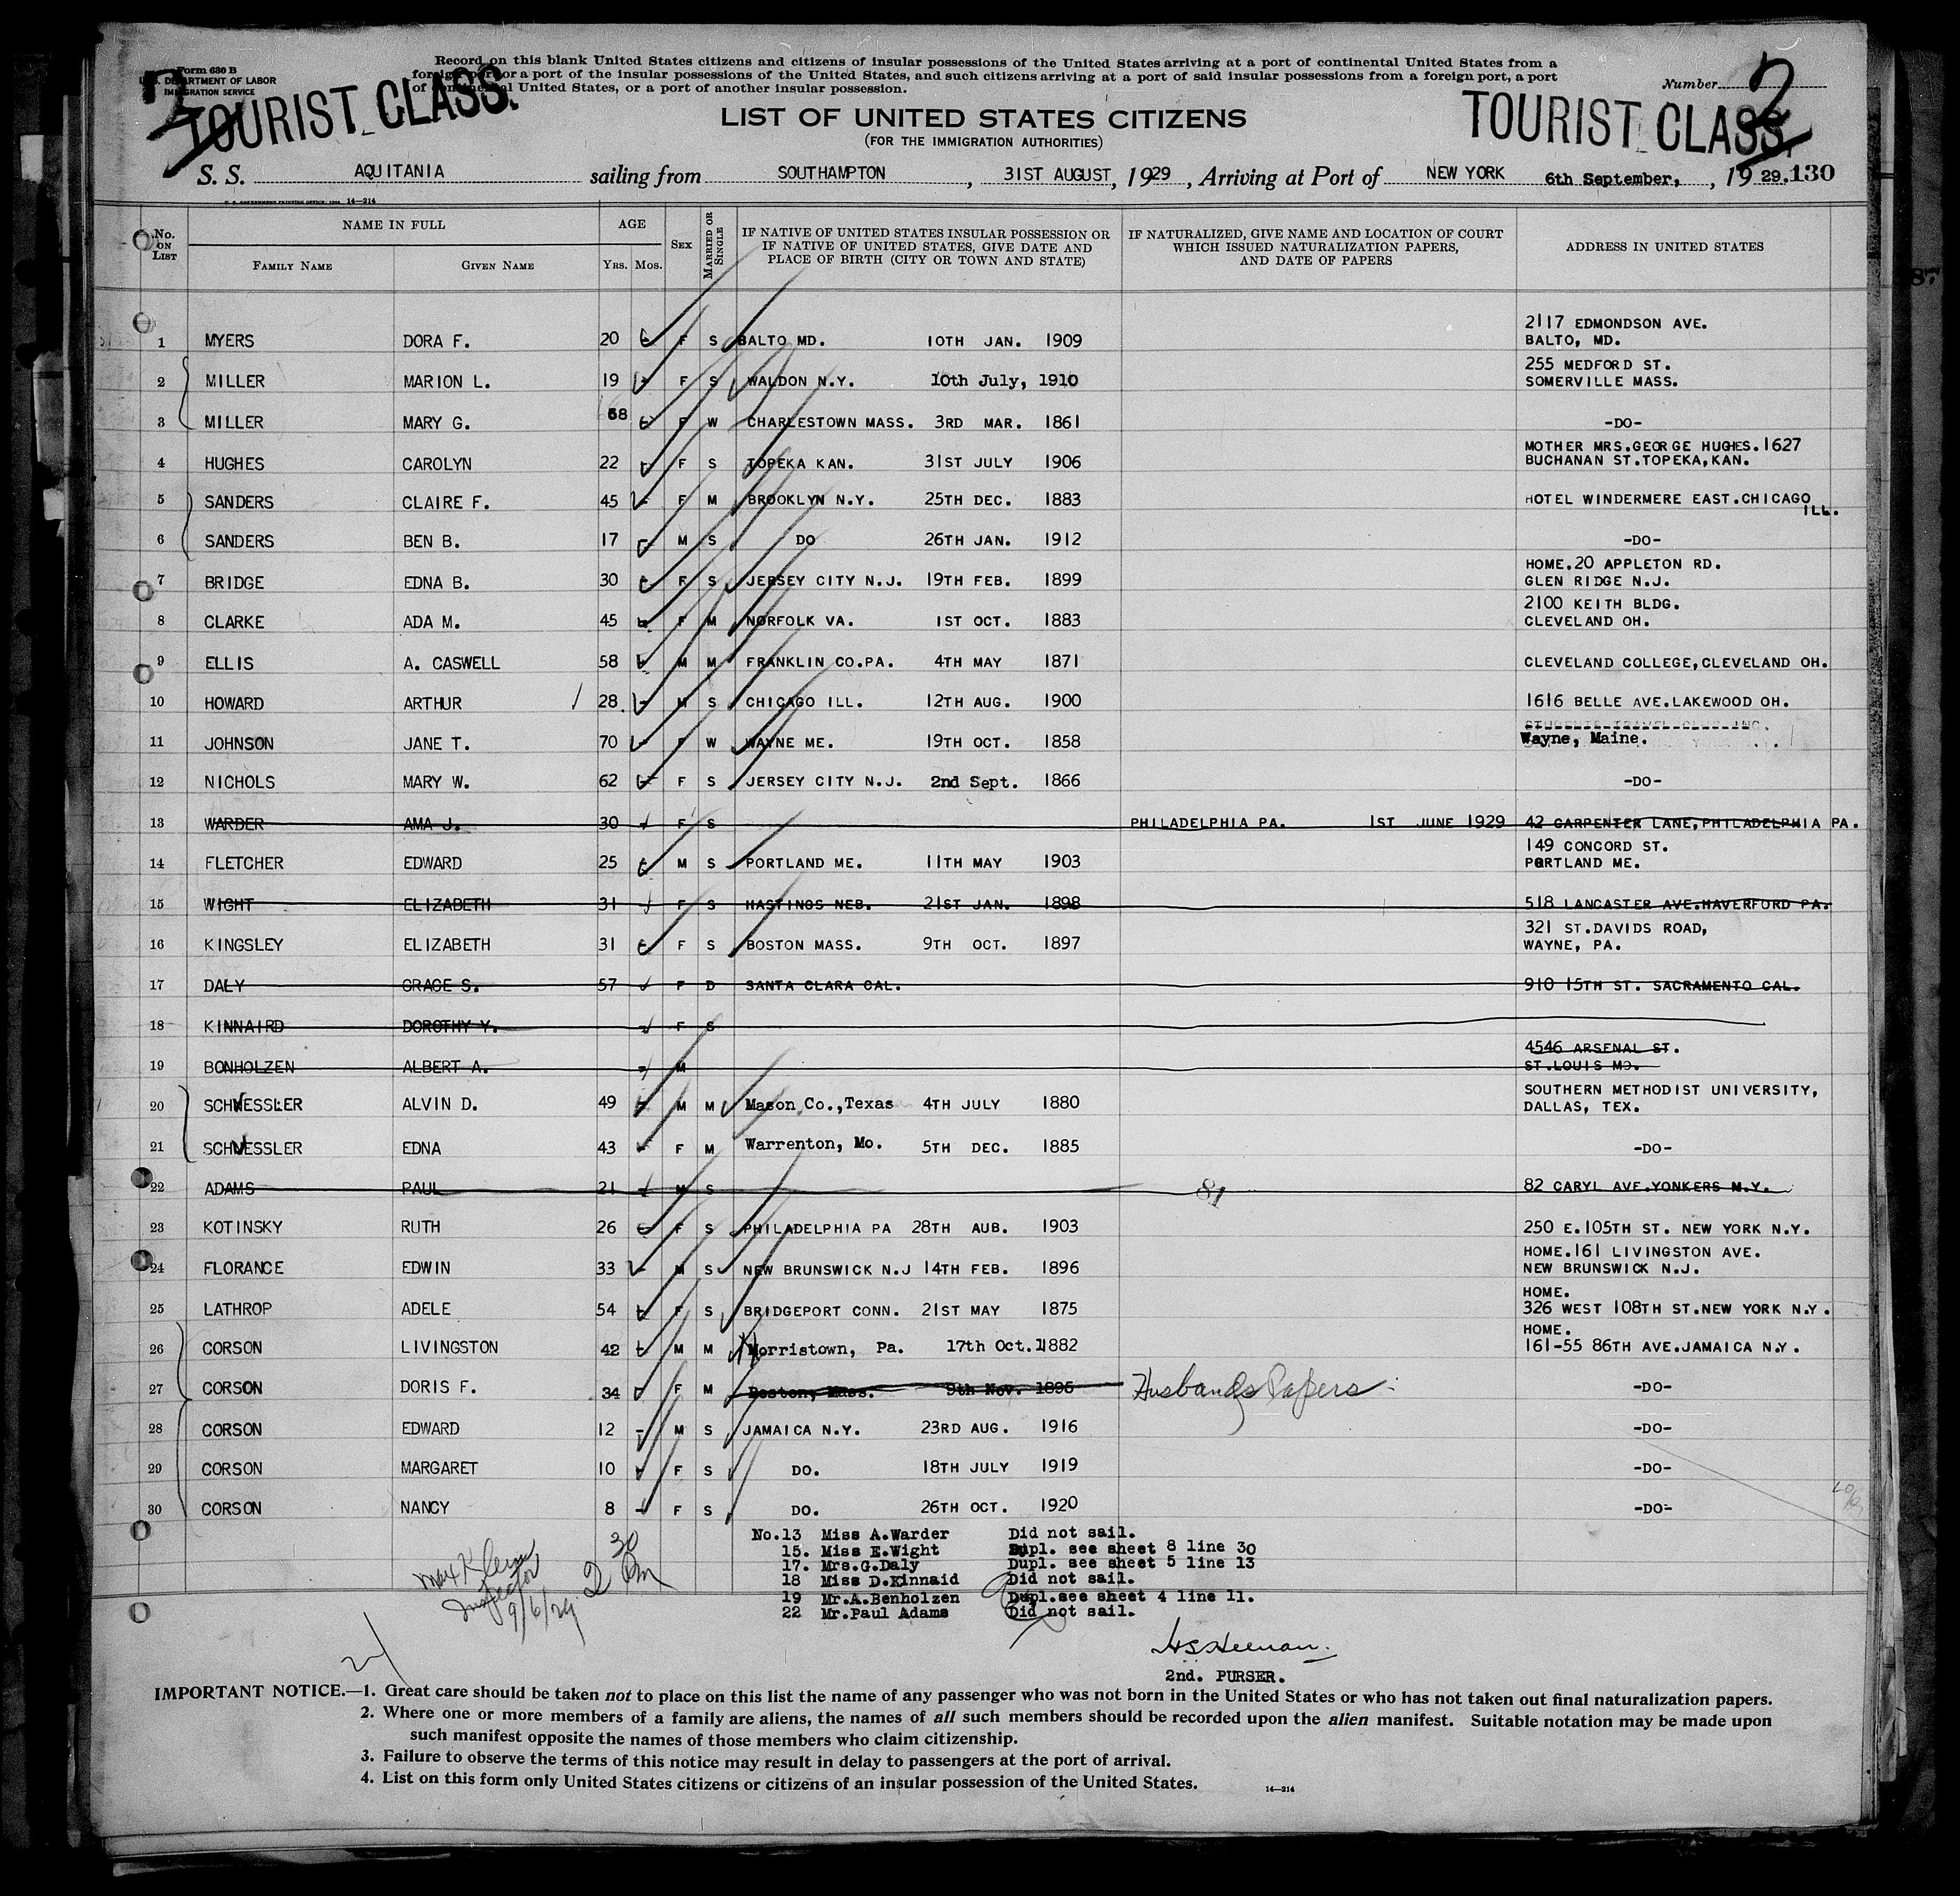 Form 630 B
U.S. DEPARTMENT OF LABOR
IMMIGRATION SERVICE
Record on this blank United States citizens and citizens of insular possessions of the United States arriving at a port of continental United States from a
foreign port or a port of the insular possessions of the United States, and such citizens arriving at a port of said insular possessions from a foreign port, a port
of continental United States, or a port of another insular possession.
Number 2
TOURIST CLASS.
LIST OF UNITED STATES CITIZENS
TOURIST CLASS.
(FOR THE IMMIGRATION AUTHORITIES)
S. S. AQUITANIA sailing from SOUTHAMPTON, 31ST AUGUST, 1929, Arriving at Port of NEW YORK 6th September, , 19 29. 130
14—214
No. ON LIST
NAME IN FULL
FAMILY NAME GIVEN NAME
AGE
YRS. MOS.
SEX
MARRIED OR SINGLE
IF NATIVE OF UNITED STATES INSULAR POSSESSION OR
IF NATIVE OF UNITED STATES, GIVE DATE AND
PLACE OF BIRTH (CITY OR TOWN AND STATE)
IF NATURALIZED, GIVE NAME AND LOCATION OF COURT
WHICH ISSUED NATURALIZATION PAPERS,
AND DATE OF PAPERS
ADDRESS IN UNITED STATES
2117 EDMONDSON AVE.
1 MYERS DORA F. 20 F S BALTO MD. 10TH JAN. 1909 BALTO, MD.
255 MEDFORD ST.
2 MILLER MARION L. 19 F S WALDON N.Y. 10th July, 1910 SOMERVILLE MASS.
3 MILLER MARY G. 68 F W CHARLESTOWN MASS. 3RD MAR. 1861 -DO-
MOTHER MRS.GEORGE HUGHES.1627
4 HUGHES CAROLYN 22 F S TOPEKA KAN. 31ST JULY 1906 BUCHANAN ST.TOPEKA,KAN.
5 SANDERS CLAIRE F. 45 F M BROOKLYN N.Y. 25TH DEC. 1883 HOTEL WINDERMERE EAST.CHICAGO
ILL.
6 SANDERS BEN B. 17 M S DO 26TH JAN. 1912 -DO-
HOME.20 APPLETON RD.
7 BRIDGE EDNA B. 30 F S JERSEY CITY N.J. 19TH FEB. 1899 GLEN RIDGE N.J.
2100 KEITH BLDG.
8 CLARKE ADA M. 45 F M NORFOLK VA. 1ST OCT. 1883 CLEVELAND OH.
9 ELLIS A. CASWELL 58 M M FRANKLIN CO.PA. 4TH MAY 1871 CLEVELAND COLLEGE,CLEVELAND OH.
10 HOWARD ARTHUR 28 M S CHICAGO ILL. 12TH AUG. 1900 1616 BELLE AVE.LAKEWOOD OH.
11 JOHNSON JANE T. 70 F W WAYNE ME. 19TH OCT. 1858 Wayne, Maine.
12 NICHOLS MARY W. 62 F S JERSEY CITY N.J. 2nd Sept. 1866 -DO-
13 WARDER AMA J. 30 F S PHILADELPHIA PA. 1ST JUNE 1929 42 CARPENTER LANE,PHILADELPHIA PA.
149 CONCORD ST.
14 FLETCHER EDWARD 25 M S PORTLAND ME. 11TH MAY 1903 PORTLAND ME.
15 WIGHT ELIZABETH 31 F S HASTINGS NEB. 21ST JAN. 1898 518 LANCASTER AVE.HAVERFORD PA.
321 ST.DAVIDS ROAD,
16 KINGSLEY ELIZABETH 31 F S BOSTON MASS. 9TH OCT. 1897 WAYNE, PA.
17 DALY GRACE S. 57 F D SANTA CLARA CAL. 910 15TH ST. SACRAMENTO CAL.
18 KINNAIRD DOROTHY Y. F S
4546 ARSENAL ST.
19 BONHOLZEN ALBERT A. M ST.LOUIS MO.
SOUTHERN METHODIST UNIVERSITY,
20 SCHUESSLER ALVIN D. 49 M M Mason Co.,Texas 4TH JULY 1880 DALLAS, TEX.
21 SCHUESSLER EDNA 43 F M Warrenton, Mo. 5TH DEC. 1885 -DO-
22 ADAMS PAUL 21 M S 81 82 CARYL AVE.YONKERS N.Y.
23 KOTINSKY RUTH 26 F S PHILADELPHIA PA 28TH AUB. 1903 250 E.105TH ST. NEW YORK N.Y.
HOME.161 LIVINGSTON AVE.
24 FLORANCE EDWIN 33 M S NEW BRUNSWICK N.J 14TH FEB. 1896 NEW BRUNSWICK N.J.
HOME.
25 LATHROP ADELE 54 F S BRIDGEPORT CONN. 21ST MAY 1875 326 WEST 108TH ST.NEW YORK N.Y.
HOME.
26 CORSON LIVINGSTON 42 M M Norristown, Pa. 17th Oct.1882 161-55 86TH AVE.JAMAICA N.Y.
27 CORSON DORIS F. 34 F M Boston, Mass. 9th Nov. 1895 Husbands Papers -DO-
28 CORSON EDWARD 12 M S JAMAICA N.Y. 23RD AUG. 1916 -DO-
29 CORSON MARGARET 10 F S DO. 18TH JULY 1919 -DO-
30 CORSON NANCY 8 F S DO. 26TH OCT. 1920 -DO-
No.13 Miss A.Warder Did not sail.
15. Miss E.Wight Dupl. see sheet 8 line 30
17. Mrs.G.Daly Dupl. see sheet 5 line 13
18 Miss D.Kinnaid Did not sail.
19 Mr.A.Benholzen Dupl.see sheet 4 line 11.
22 Mr.Paul Adams Did not sail.
30
Inspector
9/6/29
2nd. PURSER.
IMPORTANT NOTICE.—1. Great care should be taken not to place on this list the name of any passenger who was not born in the United States or who has not taken out final naturalization papers.
2. Where one or more members of a family are aliens, the names of all such members should be recorded upon the alien manifest. Suitable notation may be made upon
such manifest opposite the names of those members who claim citizenship.
3. Failure to observe the terms of this notice may result in delay to passengers at the port of arrival.
4. List on this form only United States citizens or citizens of an insular possession of the United States.
14—214